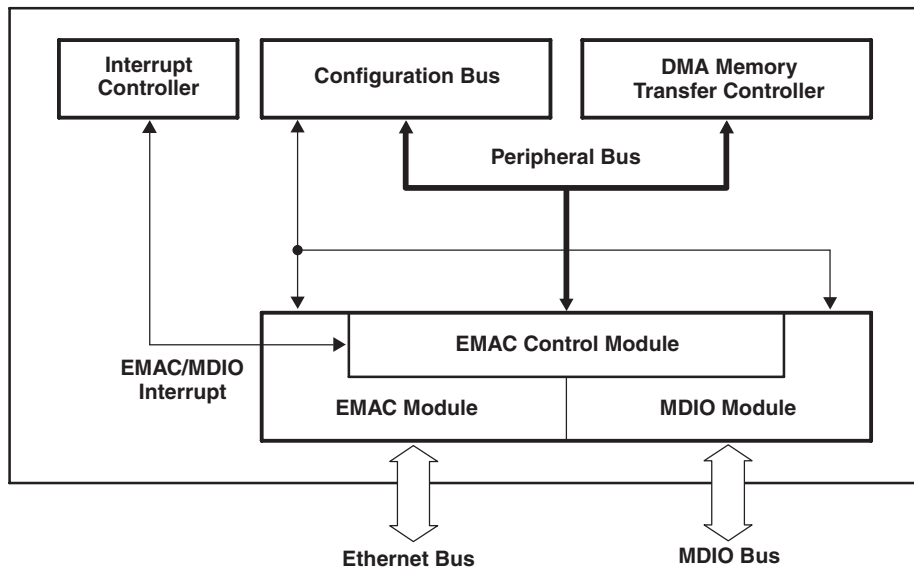 Interrupt
Controller
Configuration Bus
DMA Memory
Transfer Controller
Peripheral Bus
EMAC Control Module
EMAC/MDIO
Interrupt
EMAC Module
MDIO Module
Ethernet Bus
MDIO Bus